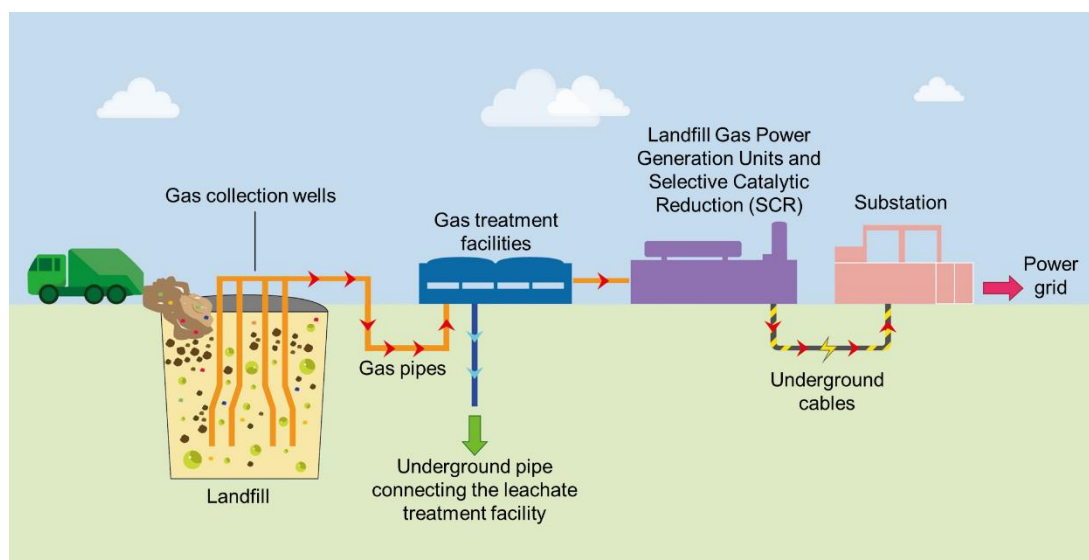 Gas collection wells
Gas treatment
facilities
Landfill Gas Power
Generation Units and
Selective Catalytic
Reduction (SCR)
Substation
Power
grid
Gas pipes
Underground
cables
Landfill
Underground pipe
connecting the leachate
treatment facility